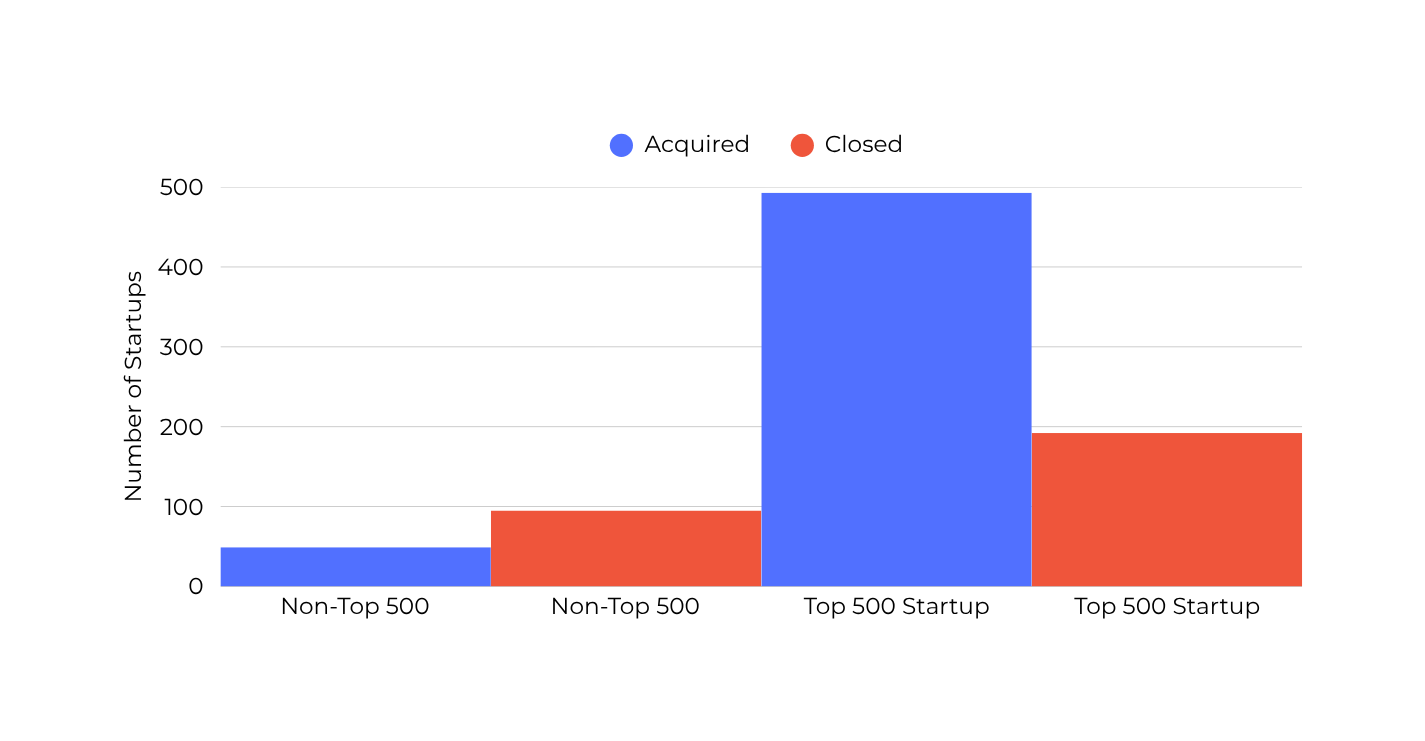 Acquired
Closed
500
400
300
200
100
0
Number of Startups
Non-Top 500
Non-Top 500
Top 500 Startup
Top 500 Startup